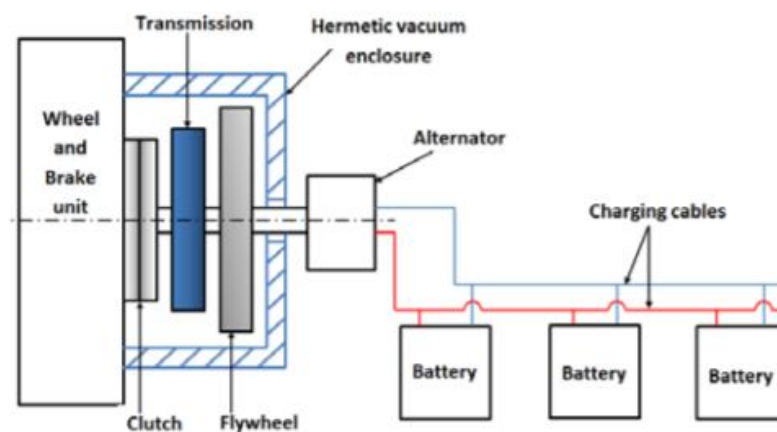 Transmission
Hermetic vacuum
enclosure
Wheel
and
Brake
unit
Alternator
Charging cables
Battery
Battery
Battery
Clutch
Flywheel